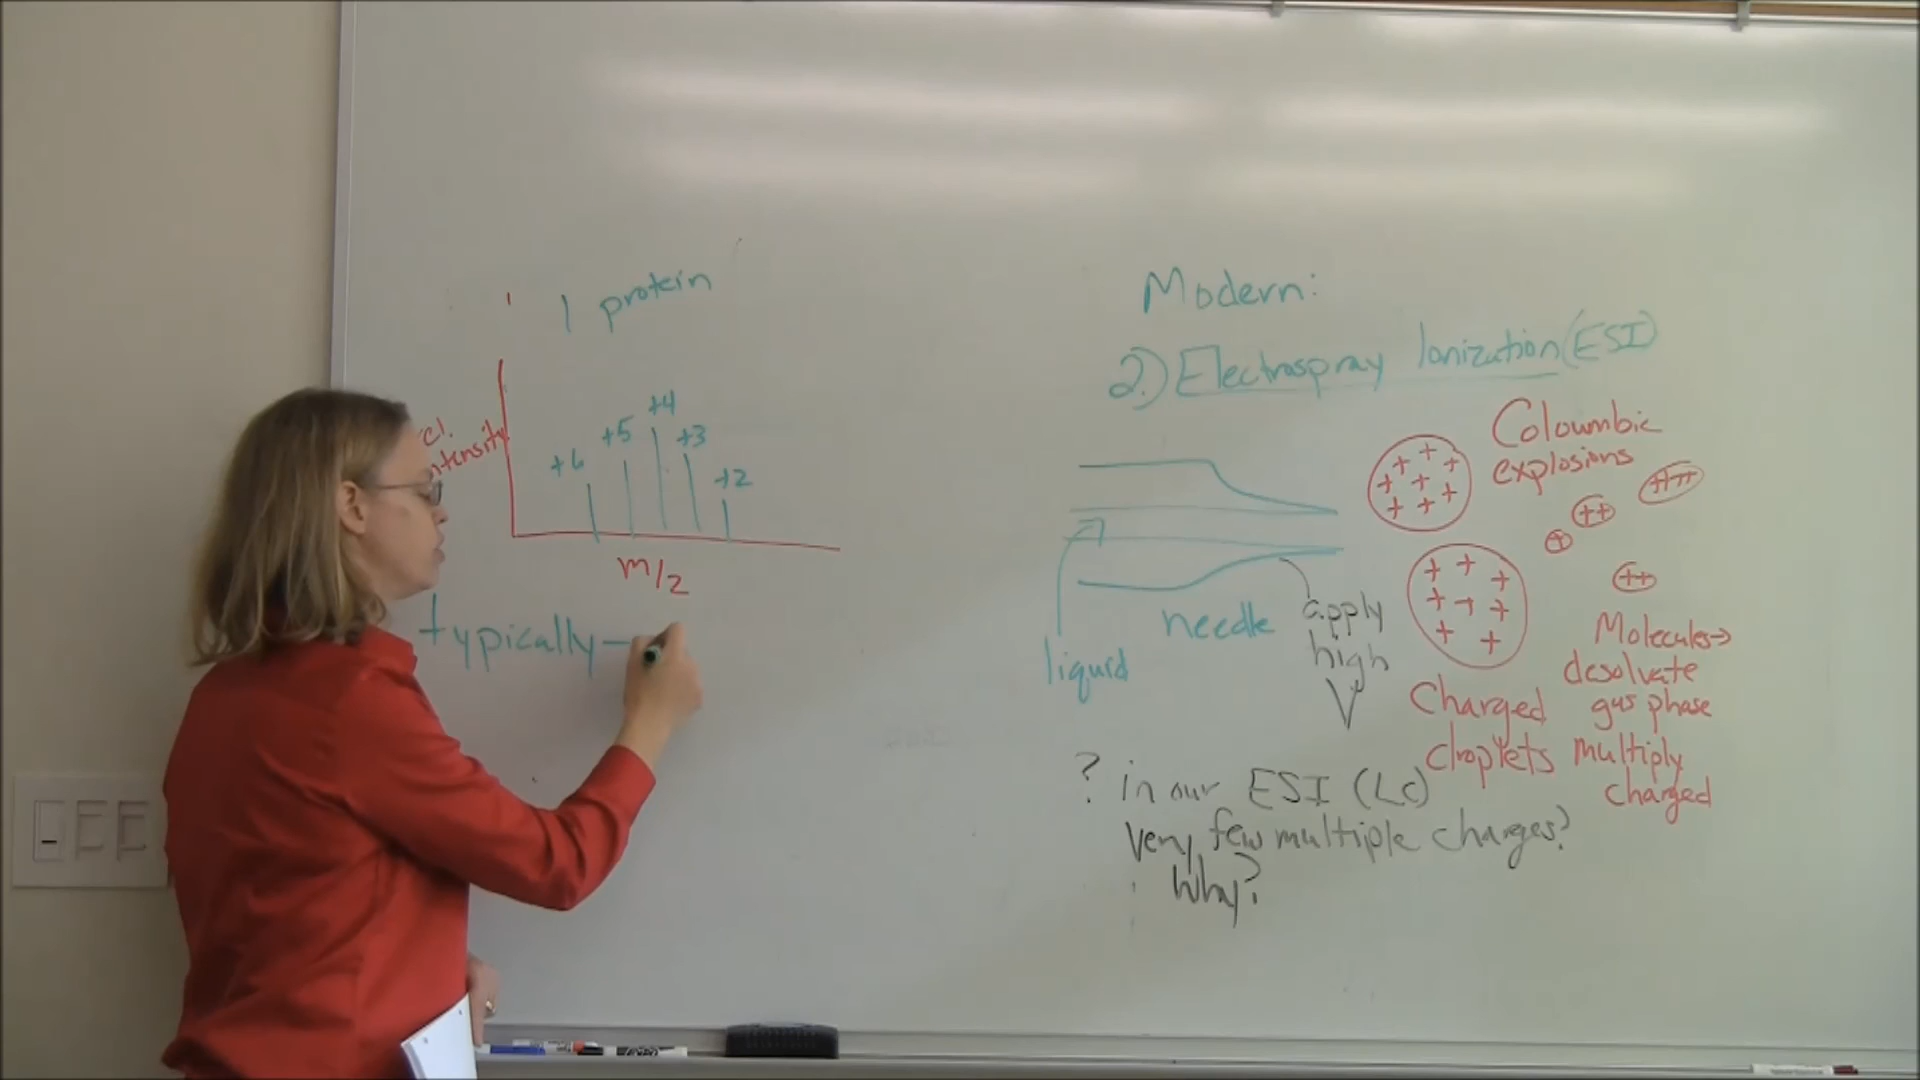 1 protein
+6 +5 +4 +3 +2
m/z
typically-
Modern:
2.) Electrospray Ionization (ESI)
Coloumbic
explosions
+ + + + + + + + +
++ ++++
+
+ + + + + + + +
++
liquid
needle
apply
high
V
Charged
droplets
Molecules→
desolvate
gas phase
multiply
charged
? in our ESI (LC)
very few multiple charges?
Why?